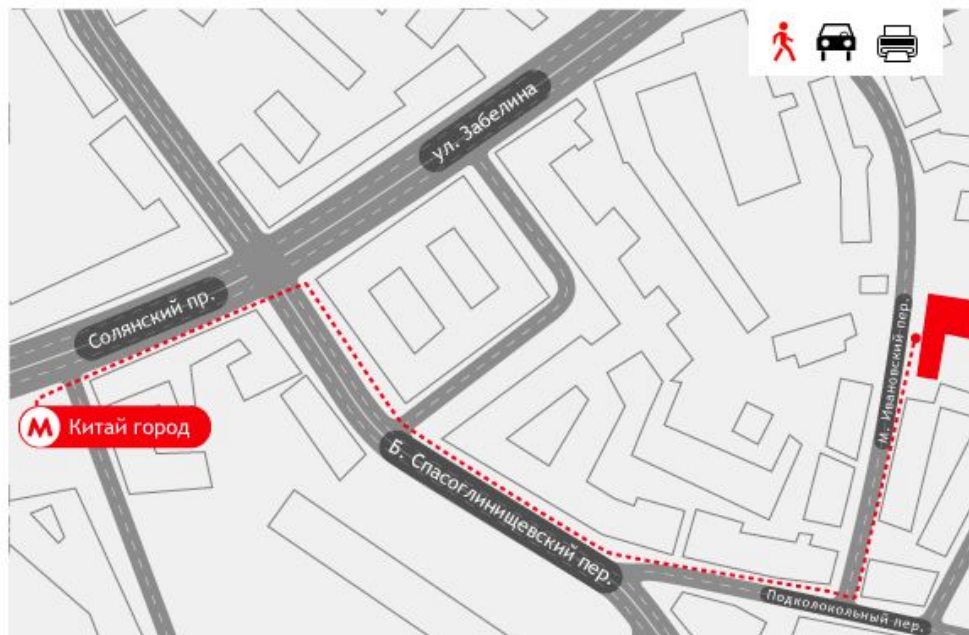 ул. Забелина
Солянский пр.
М. Ивановский пер.
М Китай город
Б. Спасоглинищевский пер.
Подколокольный пер.